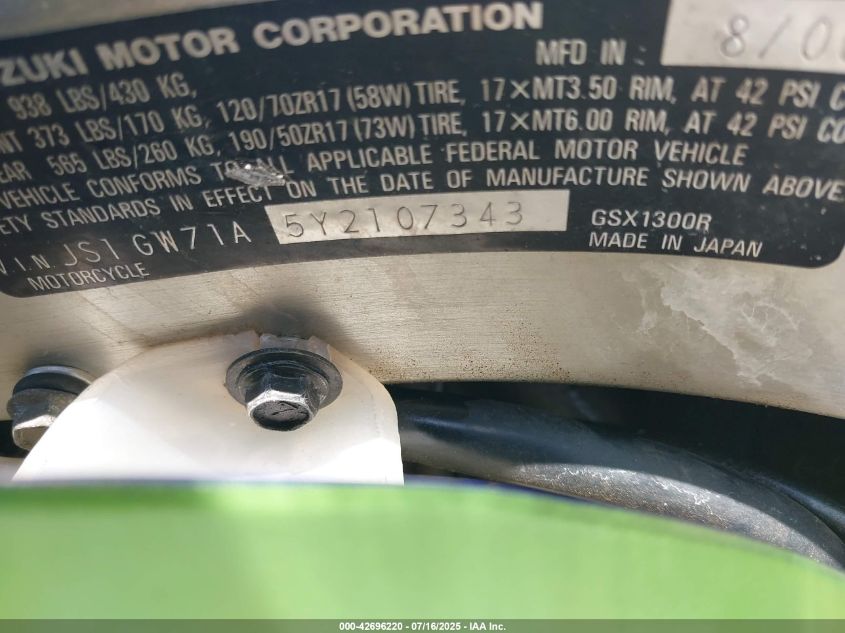 ZUKI MOTOR CORPORATION
MFD IN : 8/0
938 LBS/430 KG,
NT 373 LBS/170 KG, 120/70ZR17(58W)TIRE, 17×MT3.50 RIM, AT 42 PSI C
EAR 565 LBS/260 KG, 190/50ZR17(73W)TIRE, 17×MT6.00 RIM, AT 42 PSI CO
VEHICLE CONFORMS TO ALL APPLICABLE FEDERAL MOTOR VEHICLE
ETY STANDARDS IN EFFECT ON THE DATE OF MANUFACTURE SHOWN ABOVE
V.I.N. JS1 GW71A 5Y2107343 GSX1300R
MOTORCYCLE MADE IN JAPAN
000-42696220 - 07/16/2025 - IAA Inc.